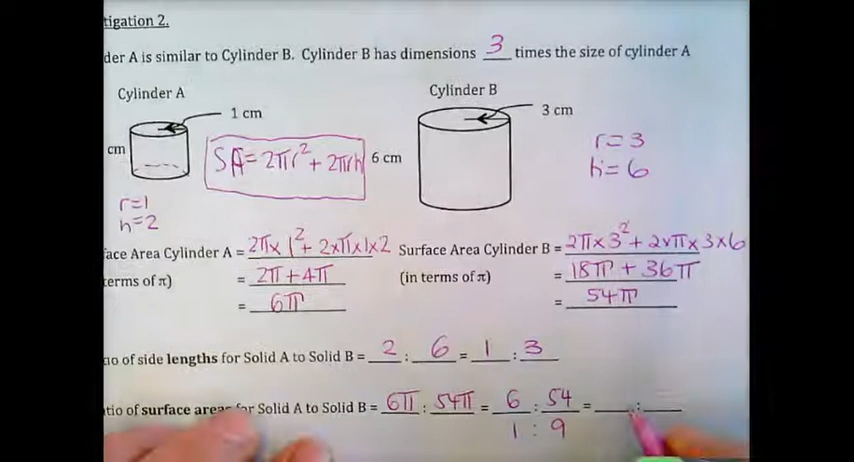 tigation 2.
der A is similar to Cylinder B. Cylinder B has dimensions 3 times the size of cylinder A
Cylinder A
Cylinder B
1 cm
3 cm
cm
SA=2πr²+2πrh
6 cm
r=3
h=6
r=1
h=2
face Area Cylinder A = 2π×1²+2×π×1×2
Surface Area Cylinder B = 2π×3²+2×π×3×6
terms of π)
= 2π+4π
(in terms of π)
= 18π+36π
= 6π
= 54π
io of side lengths for Solid A to Solid B = 2 : 6 = 1 : 3
tio of surface areas for Solid A to Solid B = 6π : 54π = 6 : 54 = __ : __
1 : 9